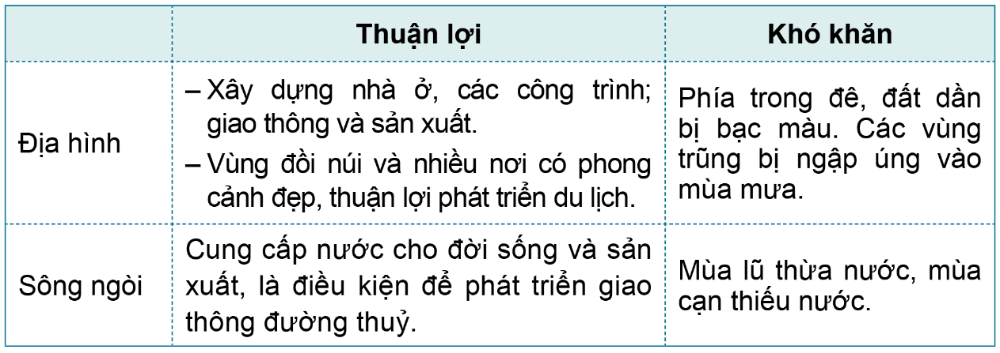 Thuận lợi
Khó khăn
Địa hình
– Xây dựng nhà ở, các công trình;
giao thông và sản xuất.
– Vùng đồi núi và nhiều nơi có phong
cảnh đẹp, thuận lợi phát triển du lịch.
Phía trong đê, đất dần
bị bạc màu. Các vùng
trũng bị ngập úng vào
mùa mưa.
Sông ngòi
Cung cấp nước cho đời sống và sản
xuất, là điều kiện để phát triển giao
thông đường thuỷ.
Mùa lũ thừa nước, mùa
cạn thiếu nước.